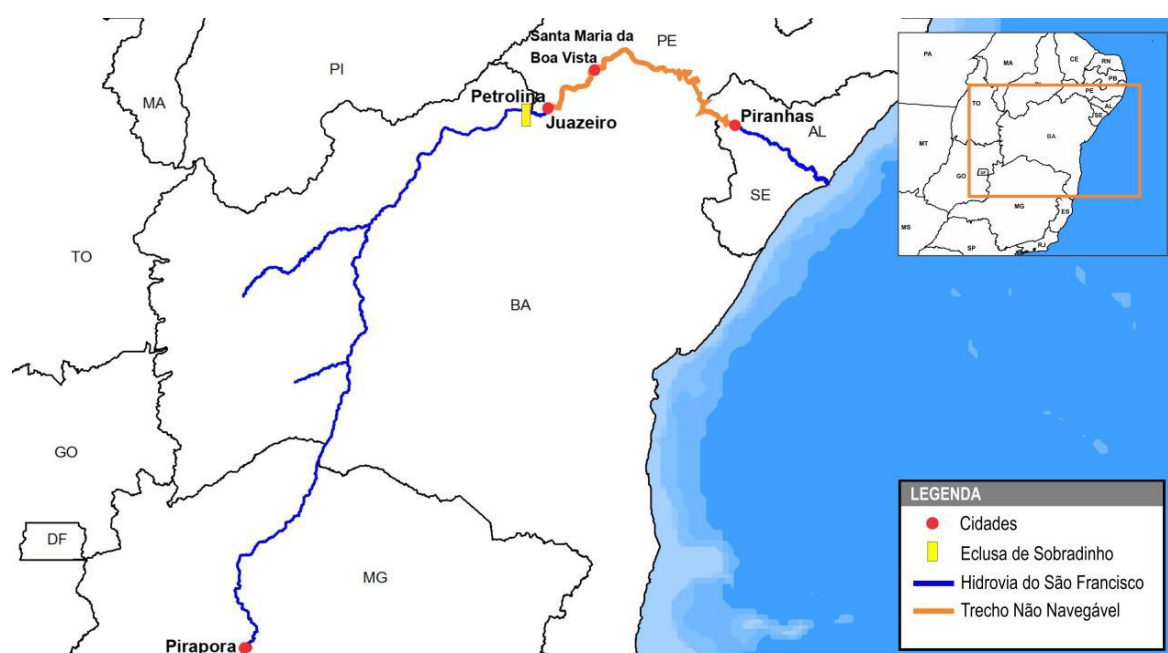 Santa Maria da
Boa Vista
PE
PI
MA
Petrolina
Juazeiro
Piranhas
AL
SE
TO
BA
GO
DF
MG
Pirapora
PA
MA
CE
RN
PB
PE
AL
SE
TO
BA
MT
GO
DF
MG
ES
MS
SP
RJ
LEGENDA
Cidades
Eclusa de Sobradinho
Hidrovia do São Francisco
Trecho Não Navegável